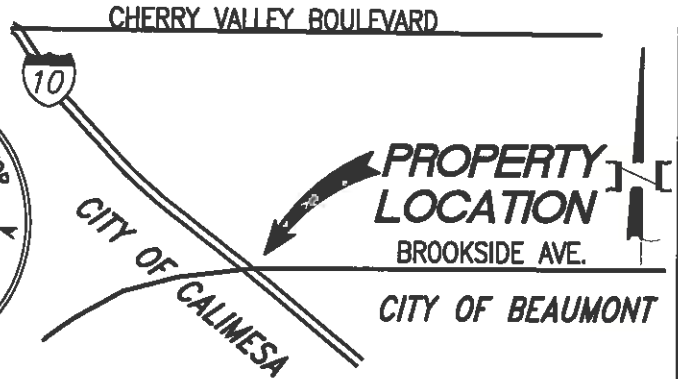 CHERRY VALLEY BOULEVARD
10
PROPERTY
LOCATION
BROOKSIDE AVE.
CITY OF CALIMESA
CITY OF BEAUMONT